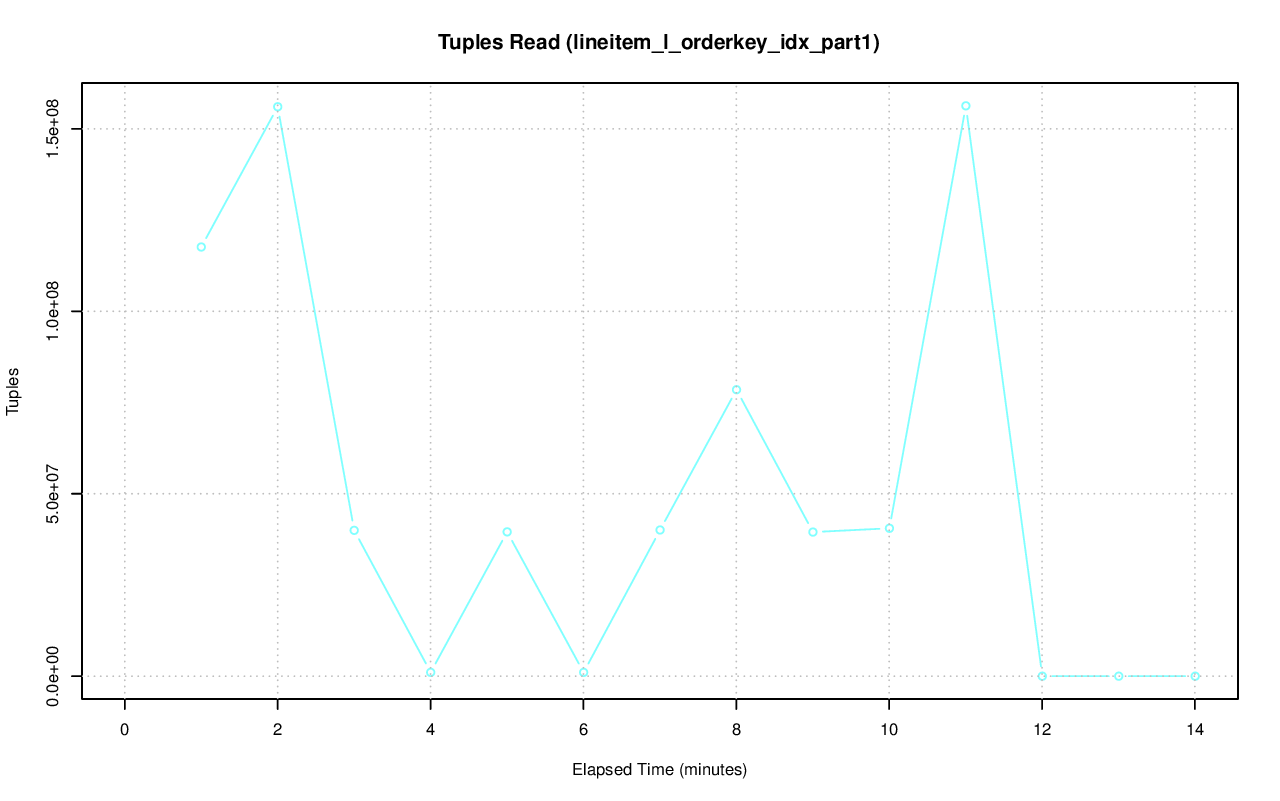 Tuples Read (lineitem_l_orderkey_idx_part1)
1.5e+08
1.0e+08
5.0e+07
0.0e+00
Tuples
0 2 4 6 8 10 12 14
Elapsed Time (minutes)